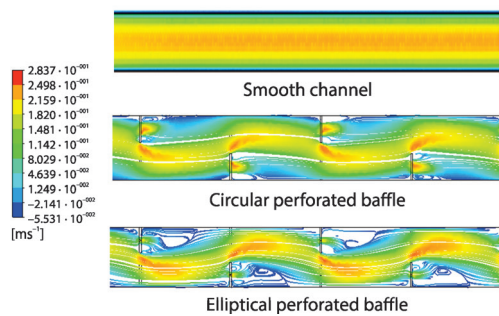 2.837 · 10⁻⁰⁰¹
2.498 · 10⁻⁰⁰¹
2.159 · 10⁻⁰⁰¹
1.820 · 10⁻⁰⁰¹
1.481 · 10⁻⁰⁰¹
1.142 · 10⁻⁰⁰¹
8.029 · 10⁻⁰⁰²
4.639 · 10⁻⁰⁰²
1.249 · 10⁻⁰⁰²
−2.141 · 10⁻⁰⁰²
−5.531 · 10⁻⁰⁰²
[ms⁻¹]
Smooth channel
Circular perforated baffle
Elliptical perforated baffle